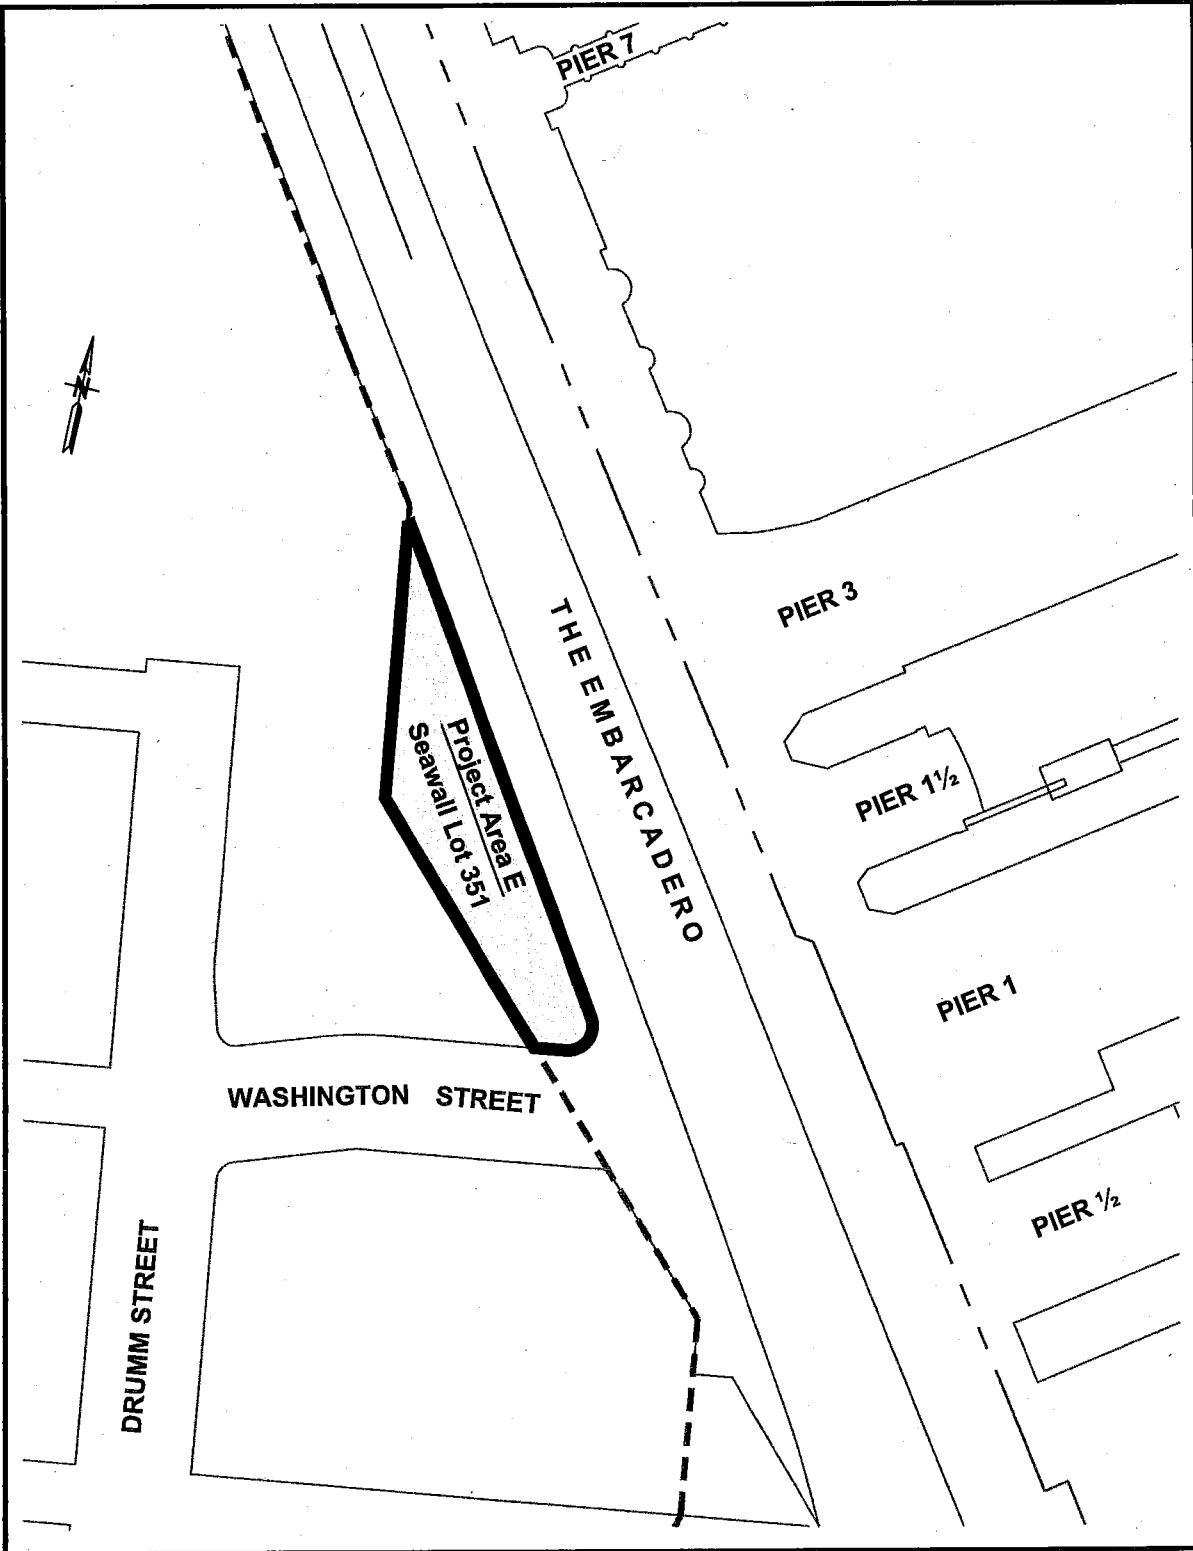 PIER 7
N
THE EMBARCADERO
PIER 3
Project Area E
Seawall Lot 351
PIER 1½
PIER 1
WASHINGTON STREET
PIER ½
DRUMM STREET